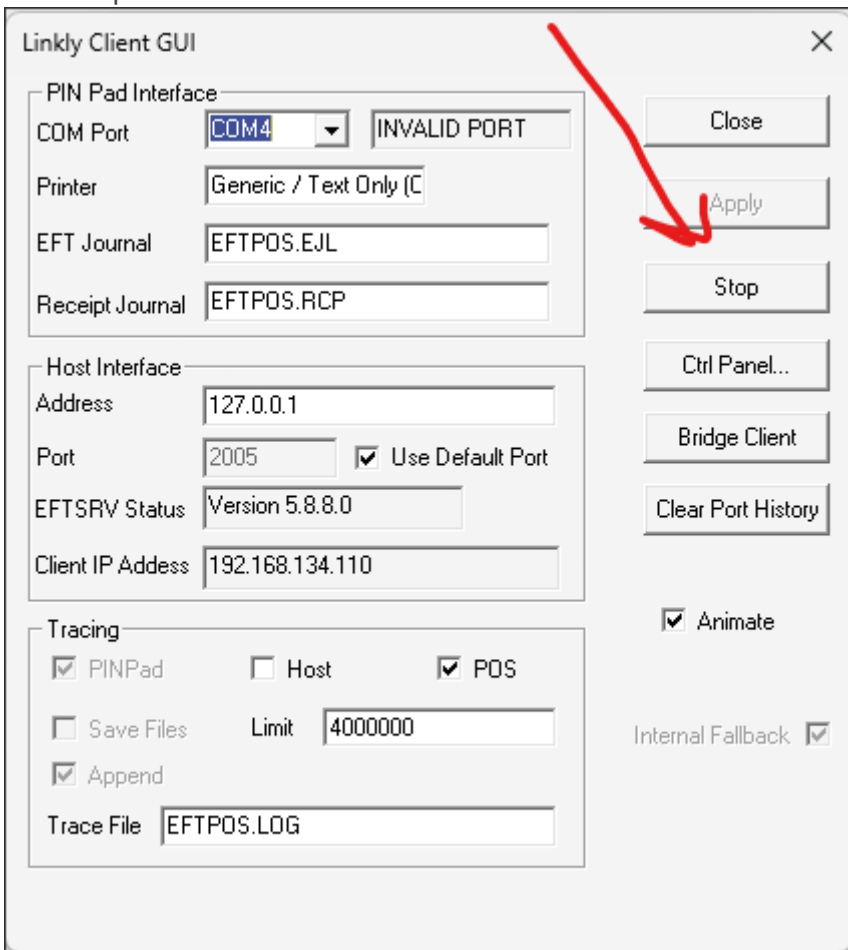 Linkly Client GUI
PIN Pad Interface
COM Port COM4 INVALID PORT
Close
Printer Generic / Text Only (C
Apply
EFT Journal EFTPOS.EJL
Stop
Receipt Journal EFTPOS.RCP
Host Interface
Ctrl Panel...
Address 127.0.0.1
Bridge Client
Port 2005 Use Default Port
EFTSRV Status Version 5.8.8.0
Clear Port History
Client IP Addess 192.168.134.110
Tracing
Animate
PINPad Host POS
Save Files Limit 4000000
Internal Fallback
Append
Trace File EFTPOS.LOG